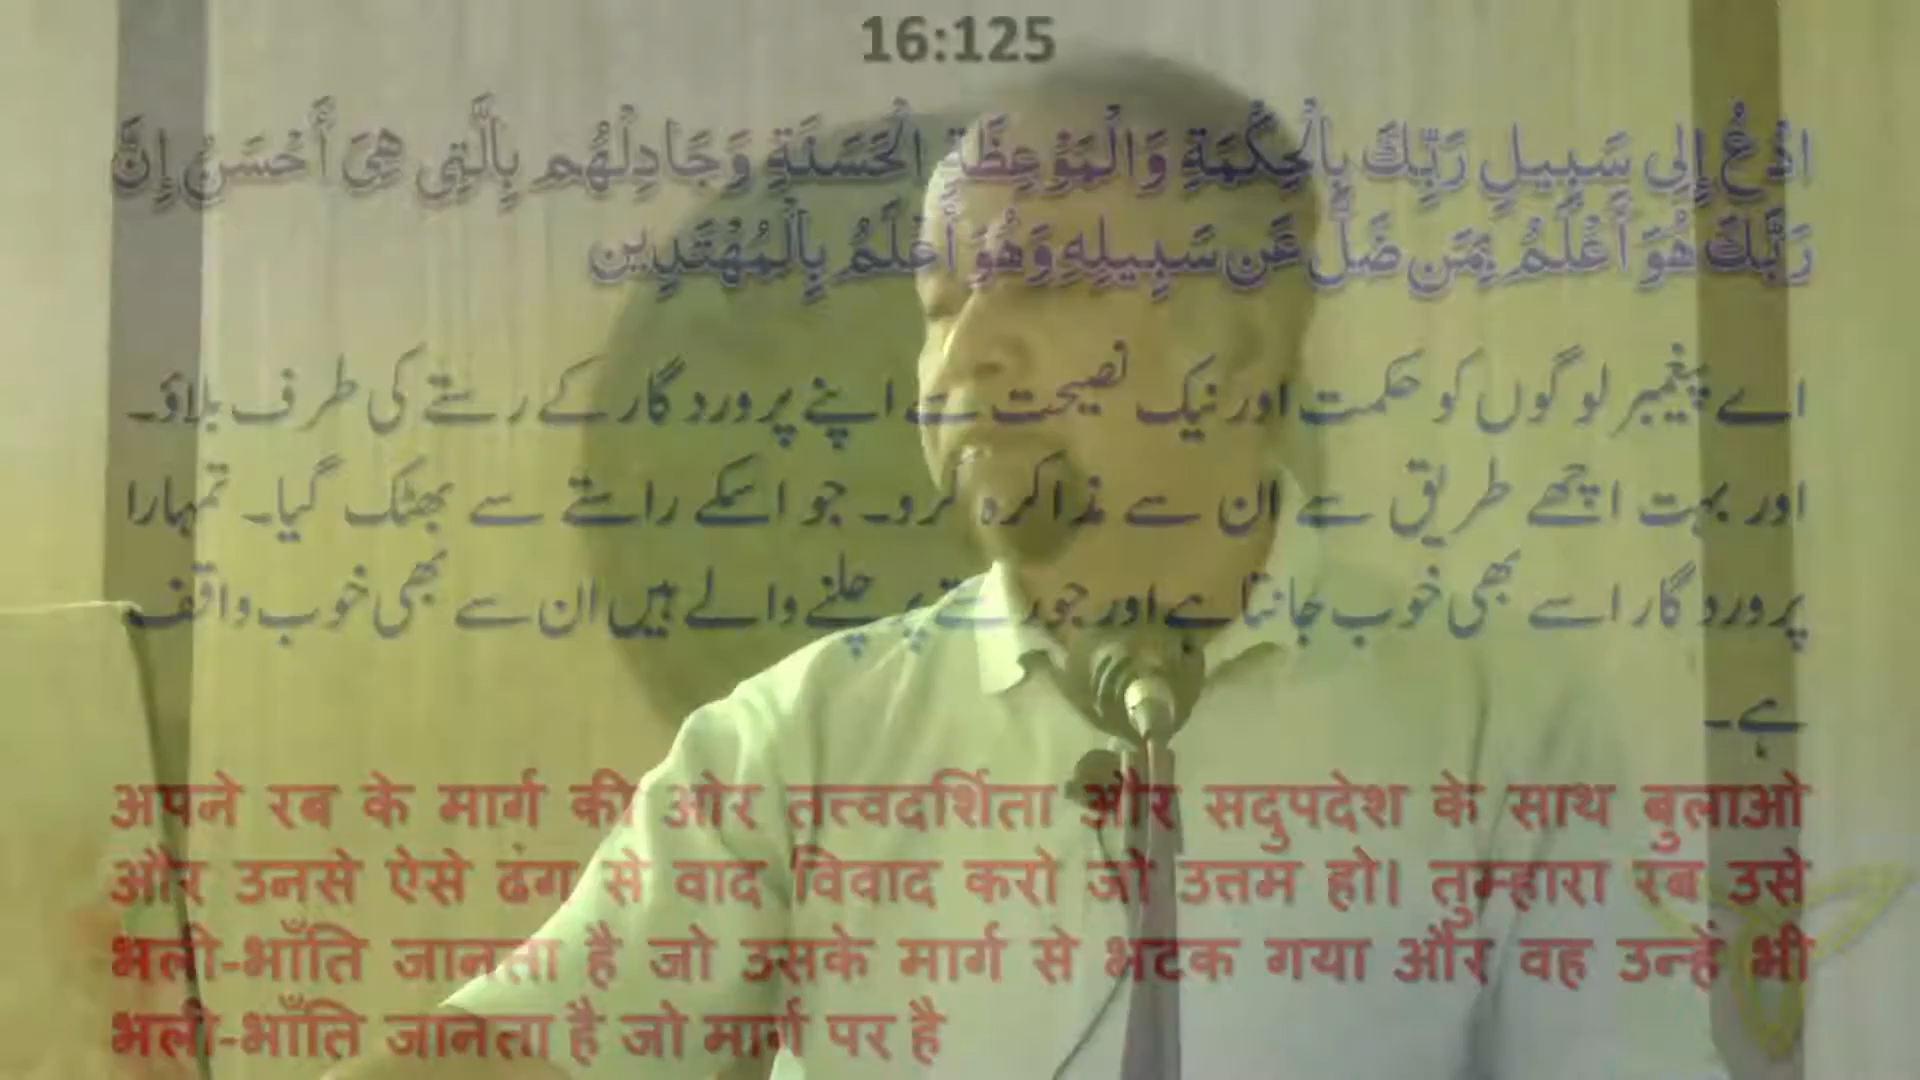 16:125
ادْعُ إِلِى سَبِيلِ رَبِّكَ بِالْحِكْمَةِ وَالْمَوْعِظَةِ الْحَسَنَةِ وَجَادِلْهُم بِالَّتِي هِيَ أَحْسَنُ إِنَّ
رَبَّكَ هُوَ أَعْلَمُ بِمَن ضَلَّ عَن سَبِيلِهِ وَهُوَ أَعْلَمُ بِالْمُهْتَدِين
اے پیغمبر لوگوں کو حکمت اور نیک نصیحت سے اپنے پروردگار کے رستے کی طرف بلاؤ۔
اور بہت اچھے طریق سے ان سے مذاکرہ کرو۔ جو اسکے راستے سے بھٹک گیا۔ تمہارا
پروردگار اسے بھی خوب جانتا ہے اور جو رستے پر چلنے والے ہیں ان سے بھی خوب واقف
ہے۔
अपने रब के मार्ग की ओर तत्त्वदर्शिता और सदुपदेश के साथ बुलाओ
और उनसे ऐसे ढंग से वाद विवाद करो जो उत्तम हो। तुम्हारा रब उसे
भली-भाँति जानता है जो उसके मार्ग से भटक गया और वह उन्हें भी
भली-भाँति जानता है जो मार्ग पर है